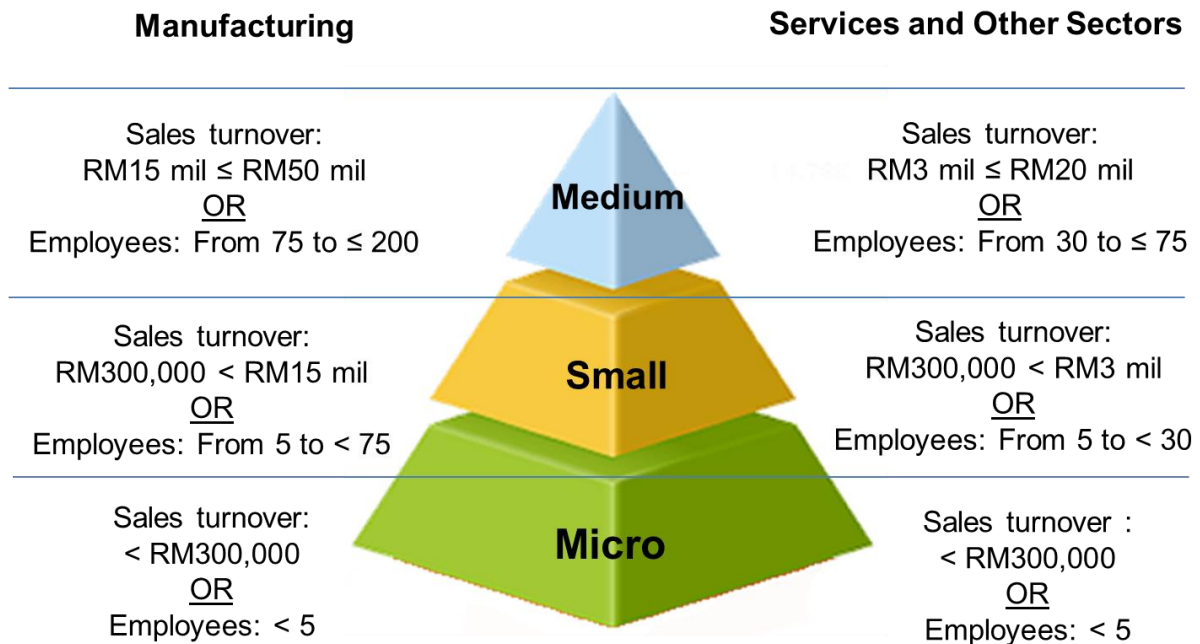 Manufacturing
Services and Other Sectors
Sales turnover:
RM15 mil ≤ RM50 mil
OR
Employees: From 75 to ≤ 200
Medium
Sales turnover:
RM3 mil ≤ RM20 mil
OR
Employees: From 30 to ≤ 75
Sales turnover:
RM300,000 < RM15 mil
OR
Employees: From 5 to < 75
Small
Sales turnover:
RM300,000 < RM3 mil
OR
Employees: From 5 to < 30
Sales turnover:
< RM300,000
OR
Employees: < 5
Micro
Sales turnover :
< RM300,000
OR
Employees: < 5